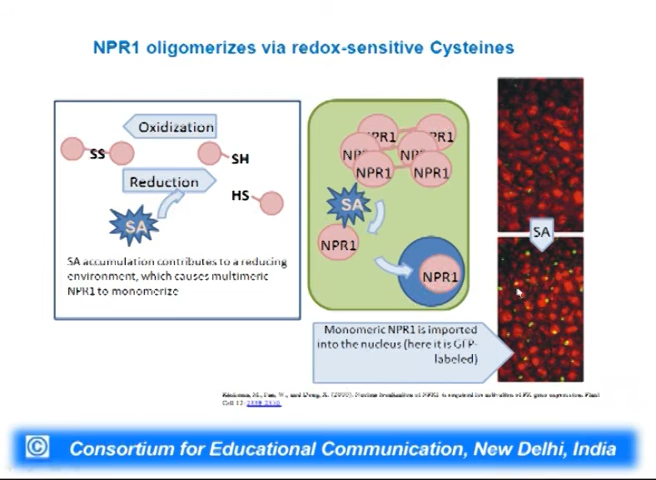 NPR1 oligomerizes via redox-sensitive Cysteines
Oxidization
SS
SH
Reduction
HS
SA
SA accumulation contributes to a reducing
environment, which causes multimeric
NPR1 to monomerize
NPR1
NPR1
NPR1
NPR1
SA
NPR1
NPR1
SA
Monomeric NPR1 is imported
into the nucleus (here it is GFP-
labeled)
© Consortium for Educational Communication, New Delhi, India